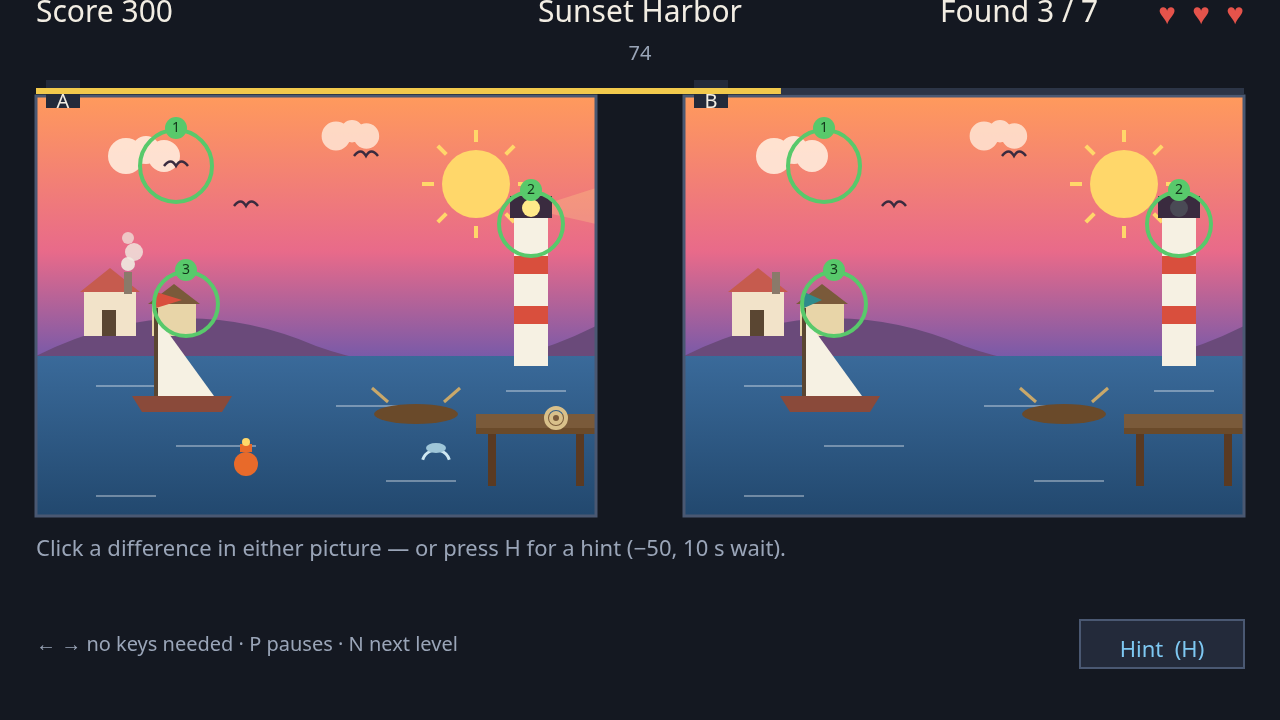 Score 300
Sunset Harbor
Found 3 / 7
74
A
B
1
1
2
2
3
3
Click a difference in either picture — or press H for a hint (−50, 10 s wait).
← → no keys needed · P pauses · N next level
Hint (H)